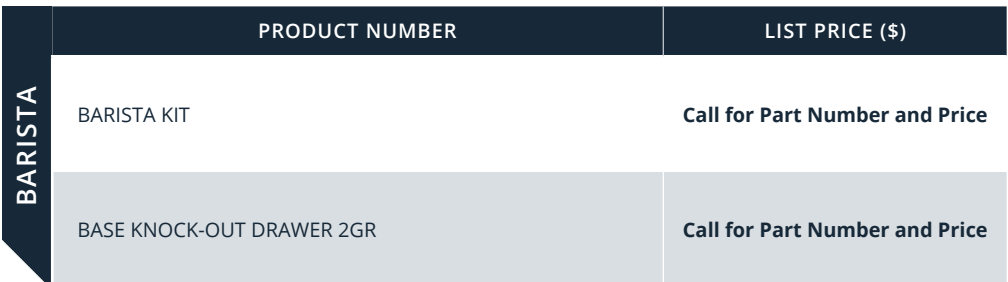 BARISTA
PRODUCT NUMBER
LIST PRICE ($)
BARISTA KIT
Call for Part Number and Price
BASE KNOCK-OUT DRAWER 2GR
Call for Part Number and Price